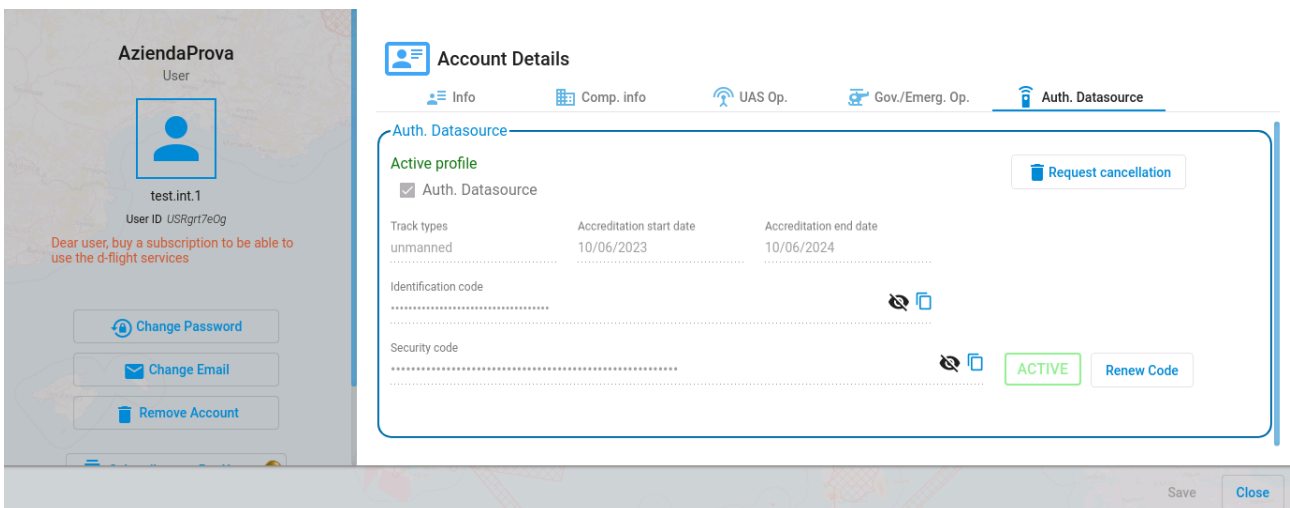 AziendaProva
User
test.int.1
User ID USRgrt7eOg
Dear user, buy a subscription to be able to
use the d-flight services
Change Password
Change Email
Remove Account
Account Details
Info
Comp. info
UAS Op.
Gov./Emerg. Op.
Auth. Datasource
Auth. Datasource
Active profile
Request cancellation
Auth. Datasource
Track types
Accreditation start date
Accreditation end date
unmanned
10/06/2023
10/06/2024
Identification code
Security code
ACTIVE
Renew Code
Save
Close